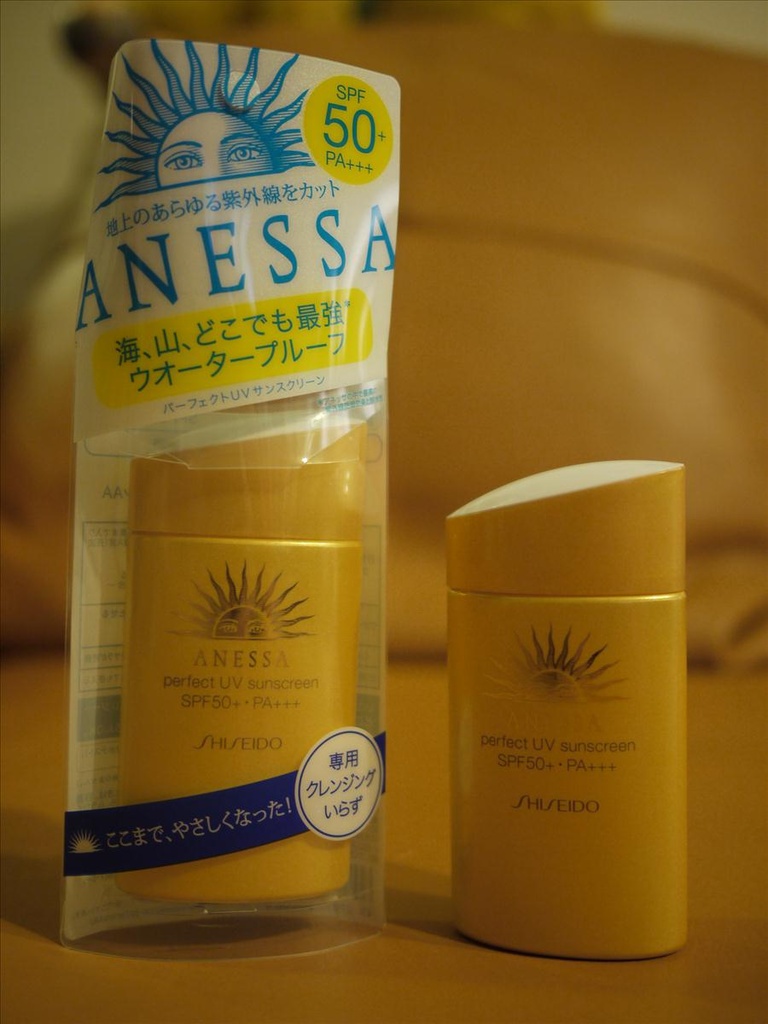 SPF
50+
PA+++
地上のあらゆる紫外線をカット
ANESSA
海、山、どこでも最強*
ウオータープルーフ
パーフェクトUVサンスクリーン
ANESSA
perfect UV sunscreen
SPF50+・PA+++
SHISEIDO
専用
クレンジング
いらず
ここまで、やさしくなった!
ANESSA
perfect UV sunscreen
SPF50+・PA+++
SHISEIDO